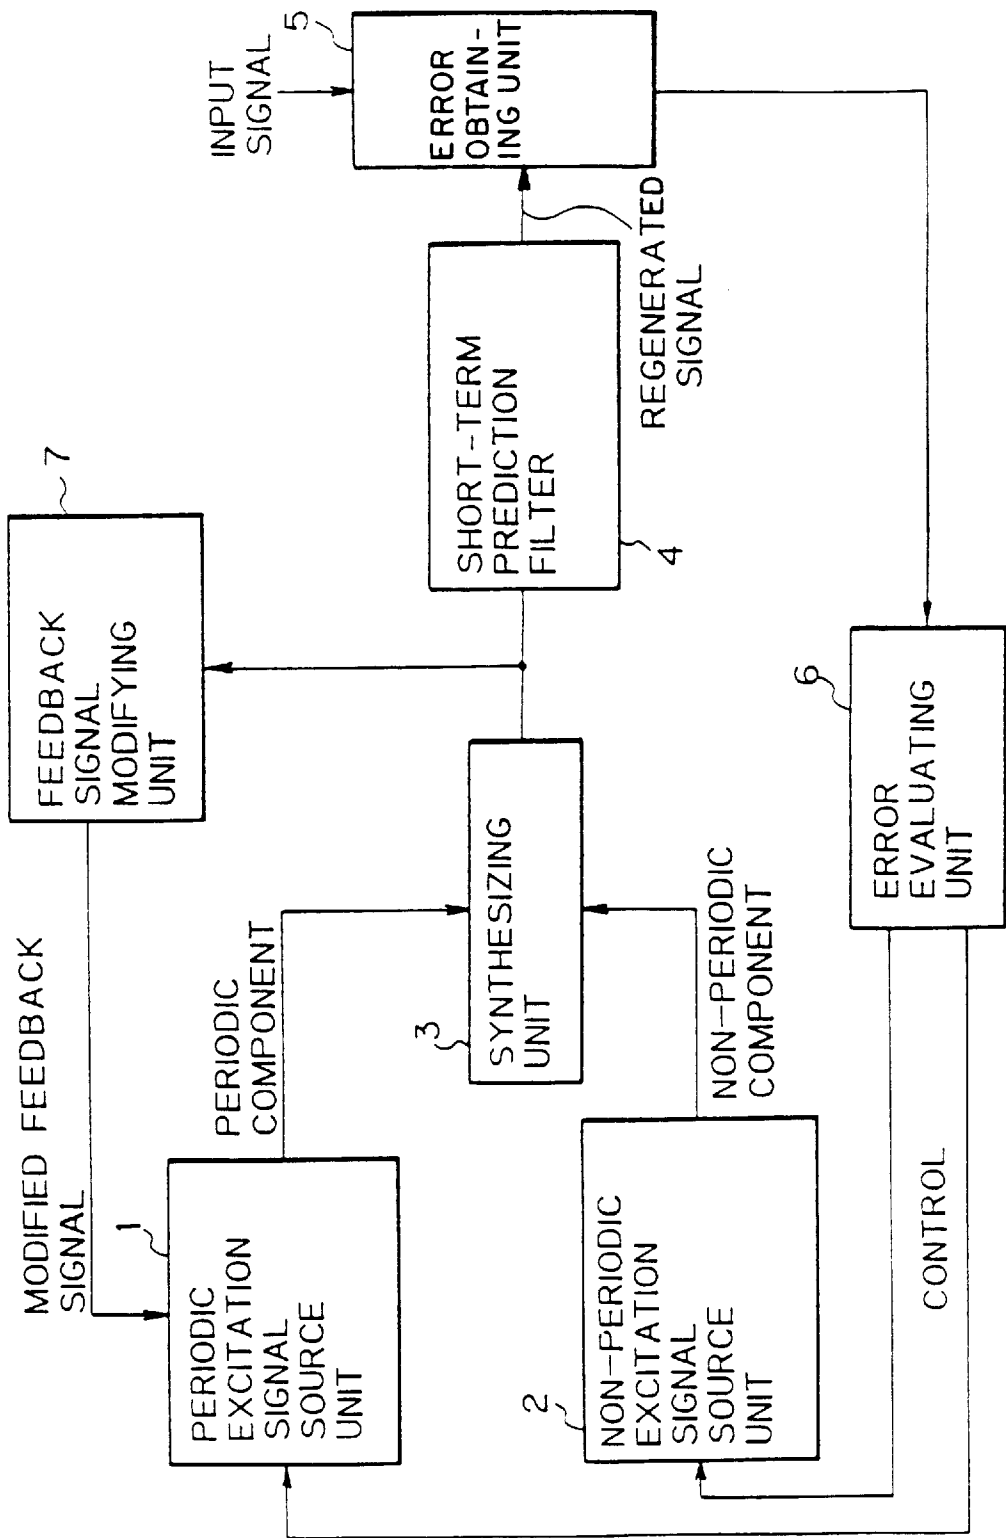 MODIFIED FEEDBACK
SIGNAL
7
FEEDBACK
SIGNAL
MODIFYING
UNIT
1
PERIODIC
EXCITATION
SIGNAL
SOURCE
UNIT
PERIODIC
COMPONENT
3
SYNTHESIZING
UNIT
SHORT-TERM
PREDICTION
FILTER
4
REGENERATED
SIGNAL
INPUT
SIGNAL
5
ERROR
OBTAIN-
ING UNIT
2
NON-PERIODIC
EXCITATION
SIGNAL
SOURCE
UNIT
NON-PERIODIC
COMPONENT
CONTROL
6
ERROR
EVALUATING
UNIT